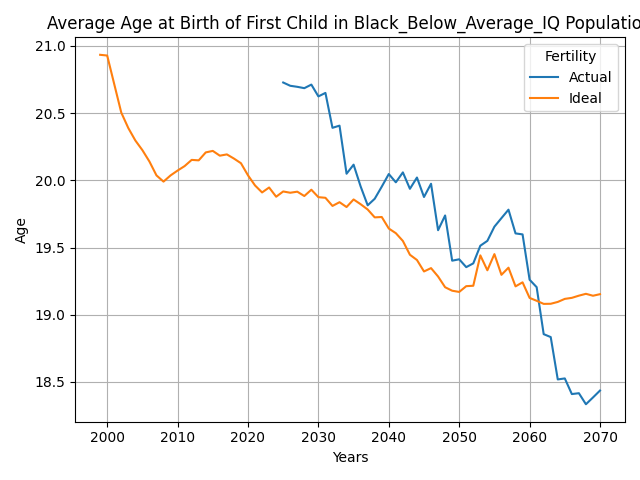 Average Age at Birth of First Child in Black_Below_Average_IQ Populatio
21.0
20.5
20.0
19.5
19.0
18.5
Age
Fertility
Actual
Ideal
2000 2010 2020 2030 2040 2050 2060 2070
Years